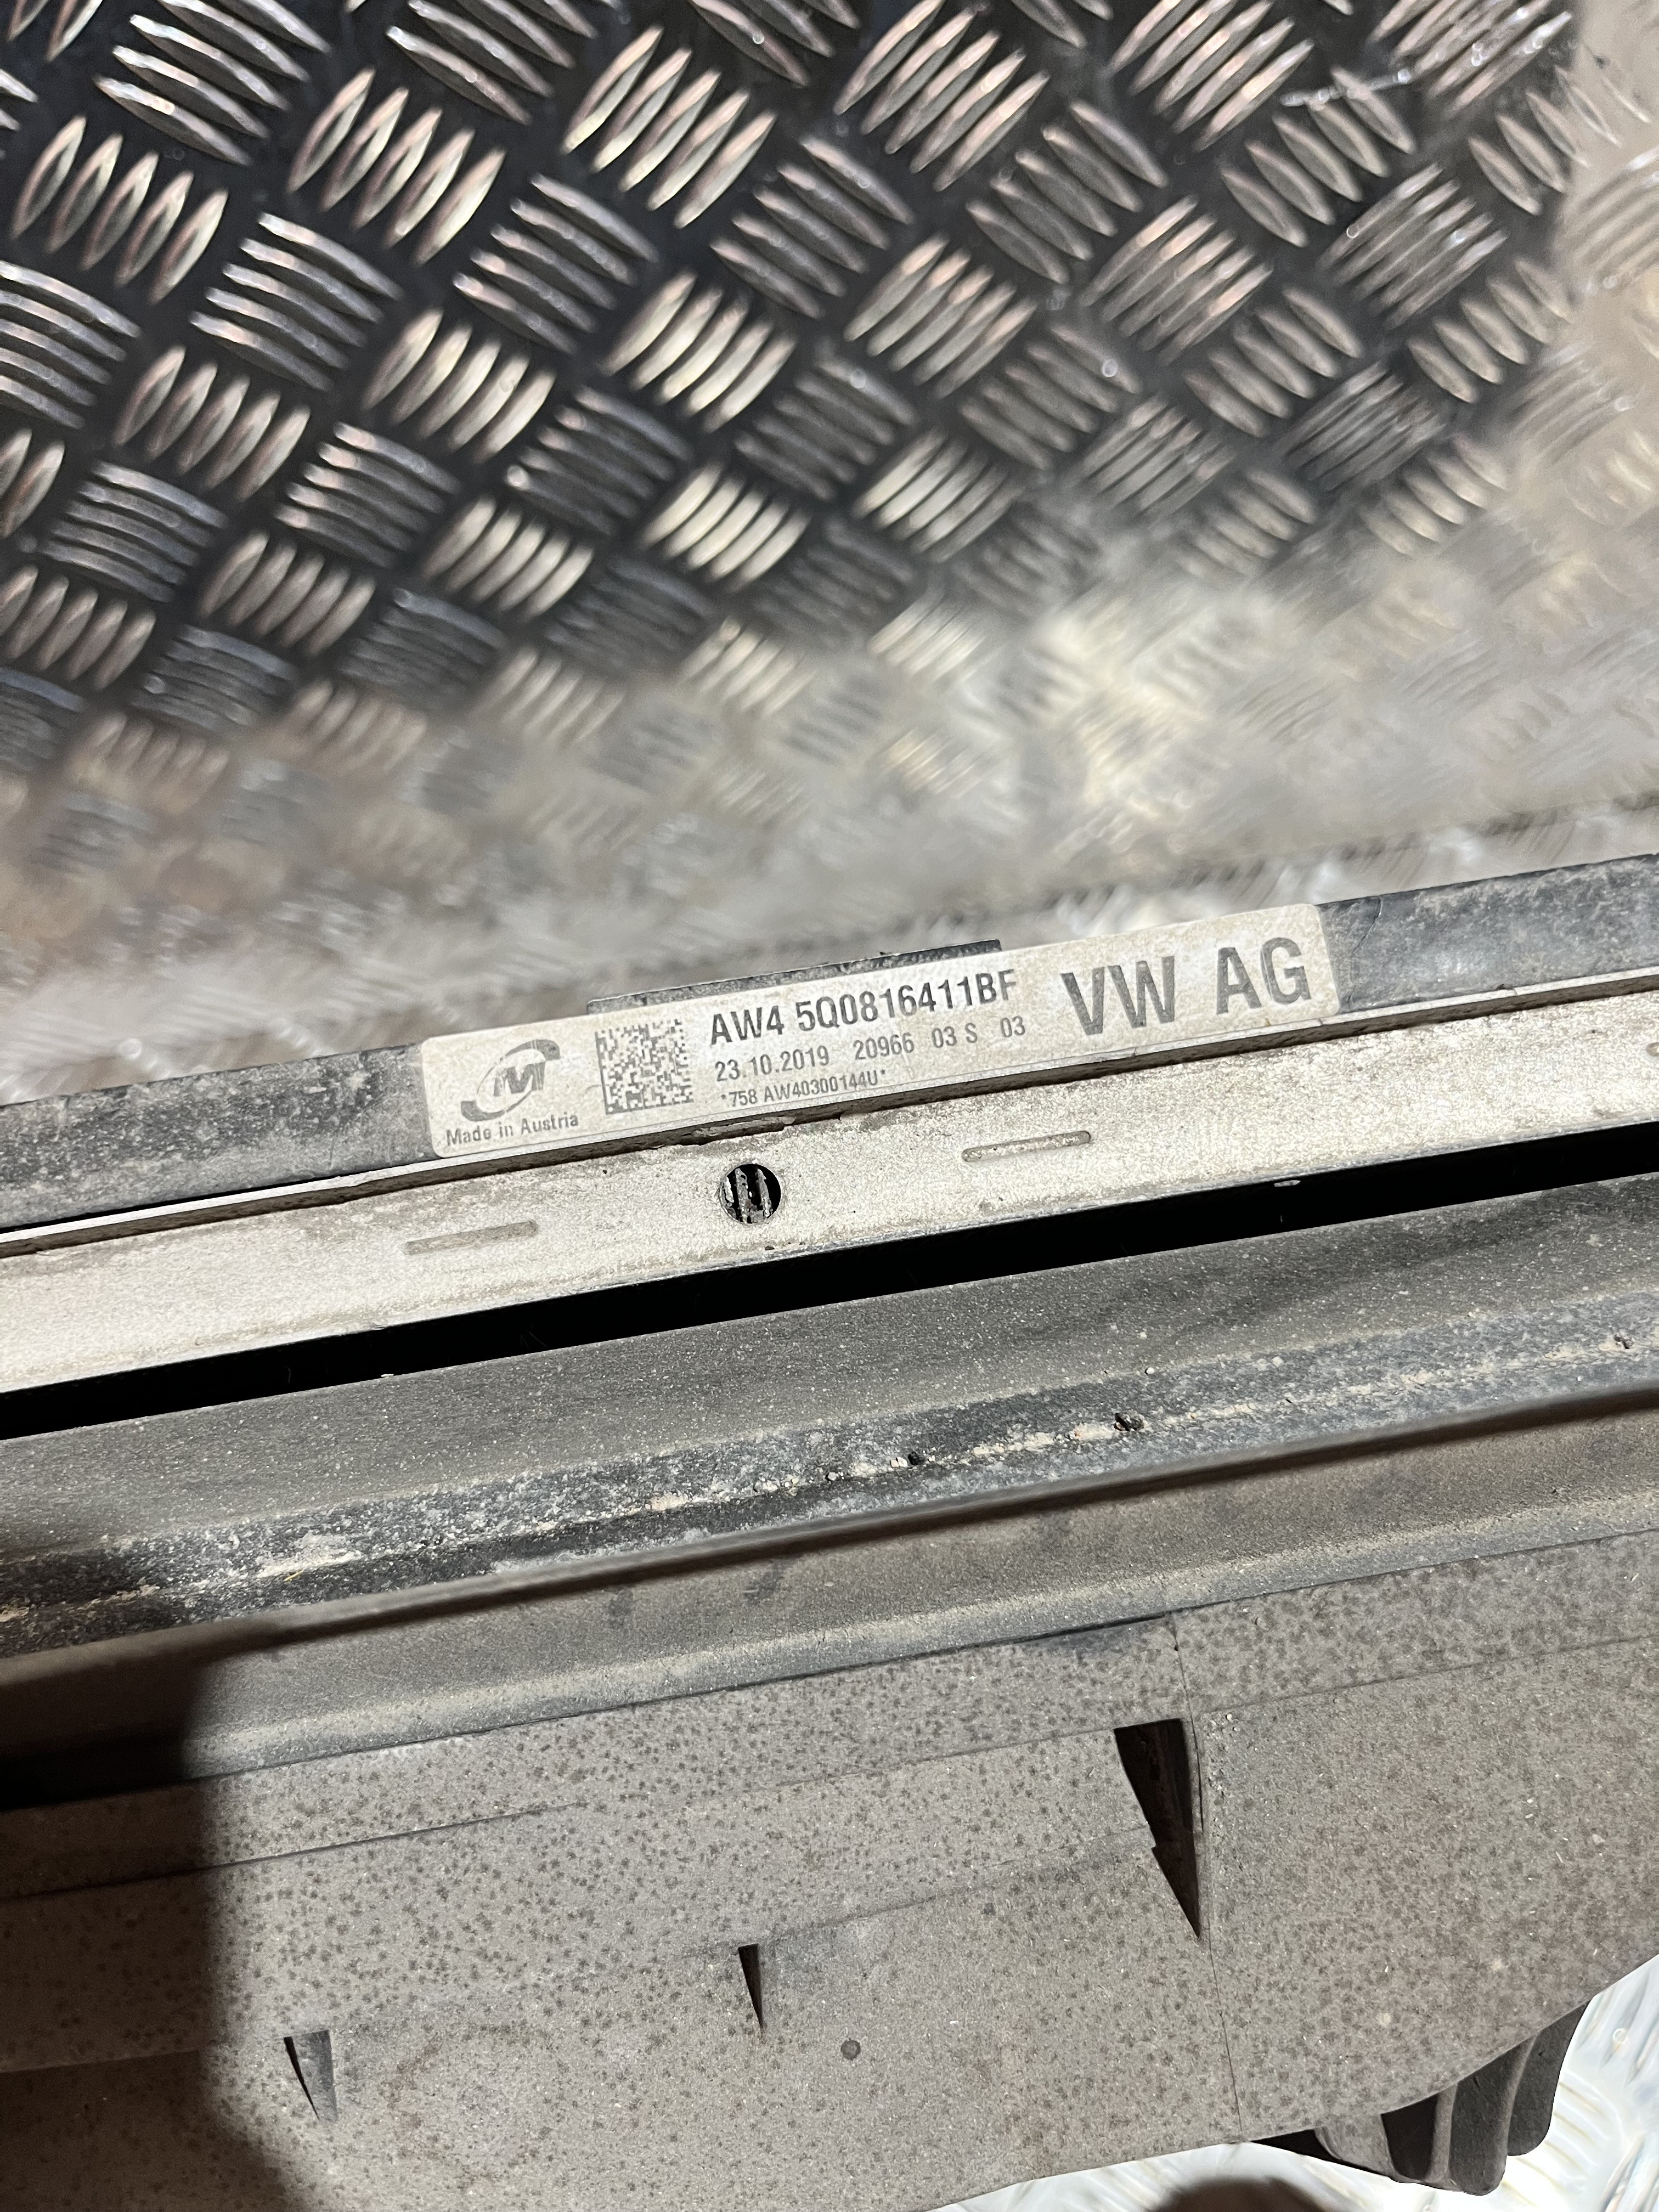 M
Made in Austria
AW4 5Q0816411BF
23.10.2019 20966 03 S 03
*758 AW40300144U*
VW AG